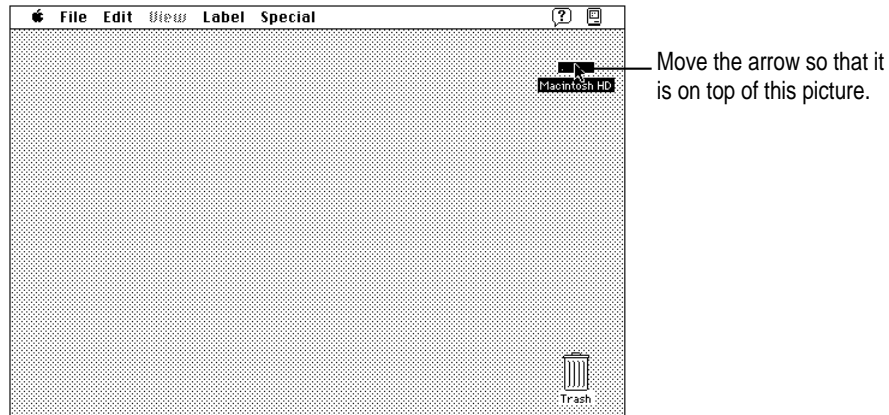 File Edit View Label Special ?
Macintosh HD
Move the arrow so that it
is on top of this picture.
Trash